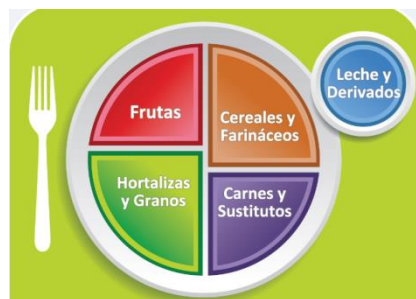 Frutas
Cereales y
Farináceos
Leche y
Derivados
Hortalizas
y Granos
Carnes y
Sustitutos